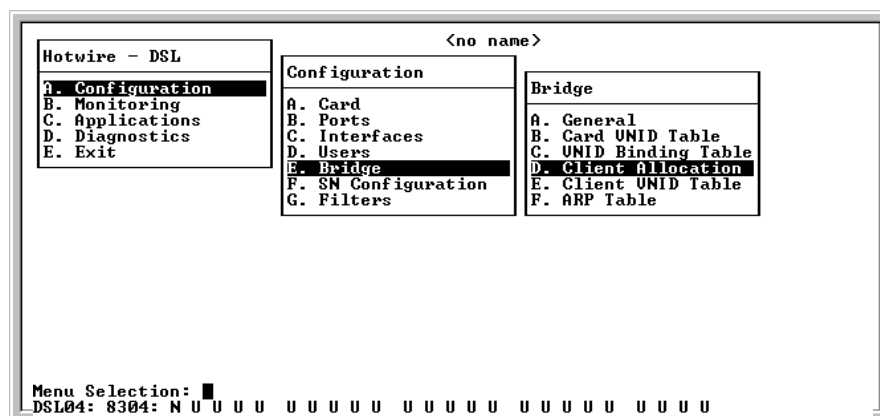 <no name>
Hotwire - DSL
A. Configuration
B. Monitoring
C. Applications
D. Diagnostics
E. Exit
Configuration
A. Card
B. Ports
C. Interfaces
D. Users
E. Bridge
F. SN Configuration
G. Filters
Bridge
A. General
B. Card VNID Table
C. VNID Binding Table
D. Client Allocation
E. Client VNID Table
F. ARP Table
Menu Selection:
DSL04: 8304: N U U U U U U U U U U U U U U U U U U U U U U U